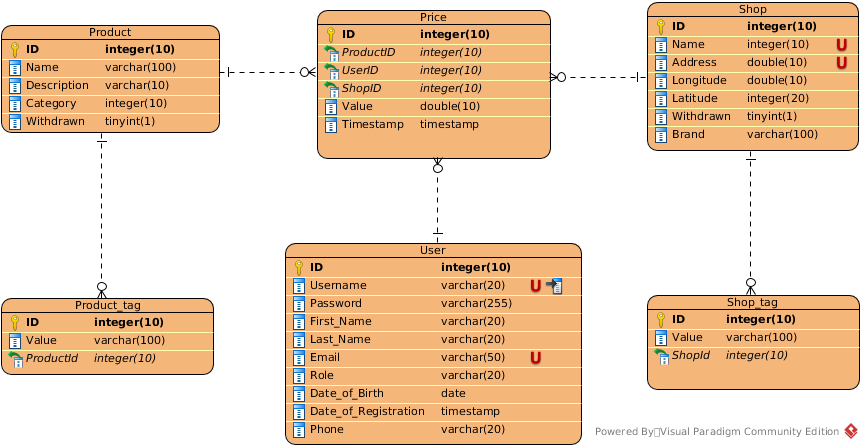 Product
ID integer(10)
Name varchar(100)
Description varchar(10)
Category integer(10)
Withdrawn tinyint(1)
Price
ID integer(10)
ProductID integer(10)
UserID integer(10)
ShopID integer(10)
Value double(10)
Timestamp timestamp
Shop
ID integer(10)
Name integer(10) U
Address double(10) U
Longitude double(10)
Latitude integer(20)
Withdrawn tinyint(1)
Brand varchar(100)
Product_tag
ID integer(10)
Value varchar(100)
ProductId integer(10)
User
ID integer(10)
Username varchar(20) U
Password varchar(255)
First_Name varchar(20)
Last_Name varchar(20)
Email varchar(50) U
Role varchar(20)
Date_of_Birth date
Date_of_Registration timestamp
Phone varchar(20)
Shop_tag
ID integer(10)
Value varchar(100)
ShopId integer(10)
Powered By Visual Paradigm Community Edition